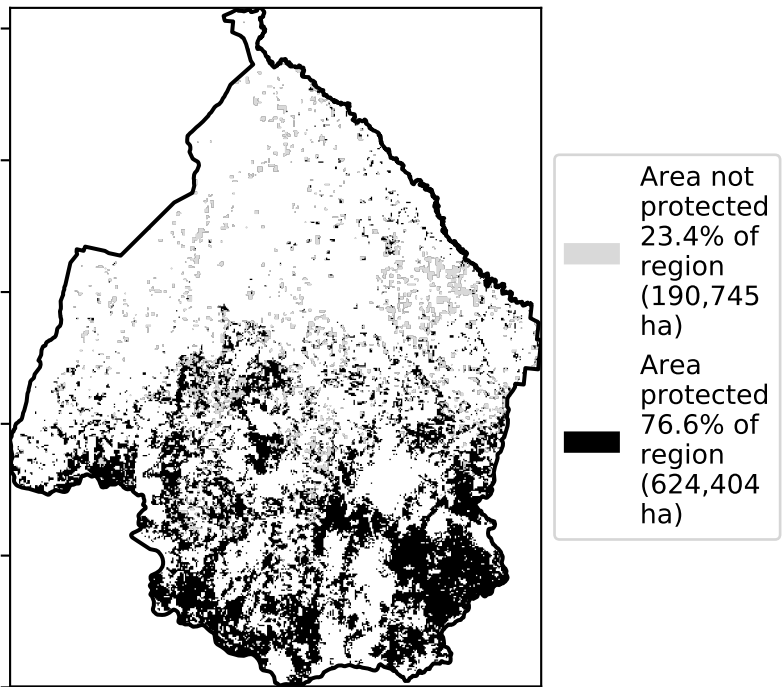 Area not
protected
23.4% of
region
(190,745
ha)
Area
protected
76.6% of
region
(624,404
ha)